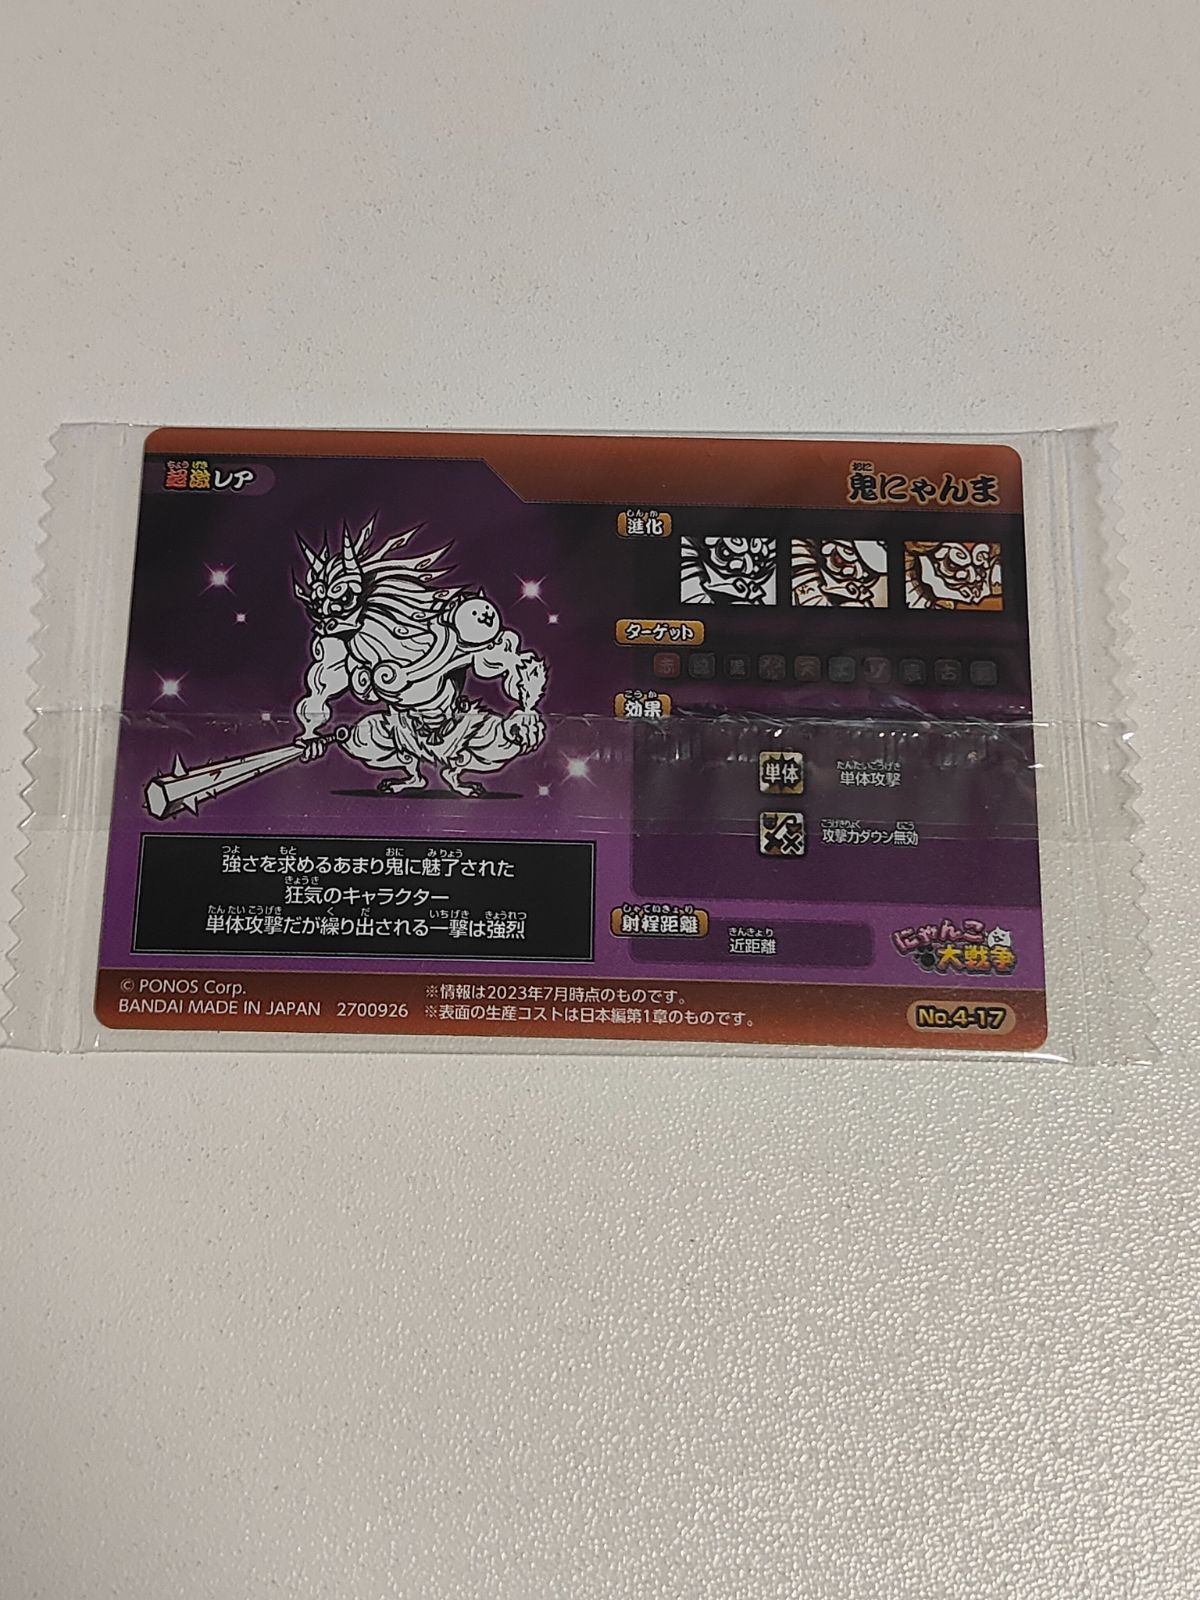 超激レア
鬼にゃんま
進化
ターゲット
効果
単体
単体攻撃
攻撃力ダウン無効
強さを求めるあまり鬼に魅了された
狂気のキャラクター
単体攻撃だが繰り出される一撃は強烈
射程距離
近距離
にゃんこ
大戦争
© PONOS Corp.
BANDAI MADE IN JAPAN 2700926
※情報は2023年7月時点のものです。
※表面の生産コストは日本編第1章のものです。
No.4-17